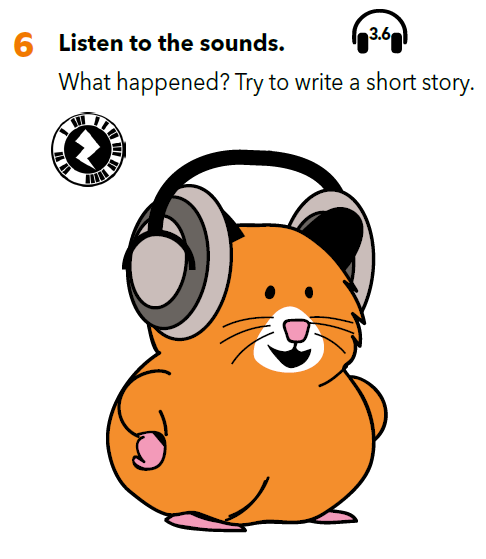 3.6
6 Listen to the sounds.
What happened? Try to write a short story.